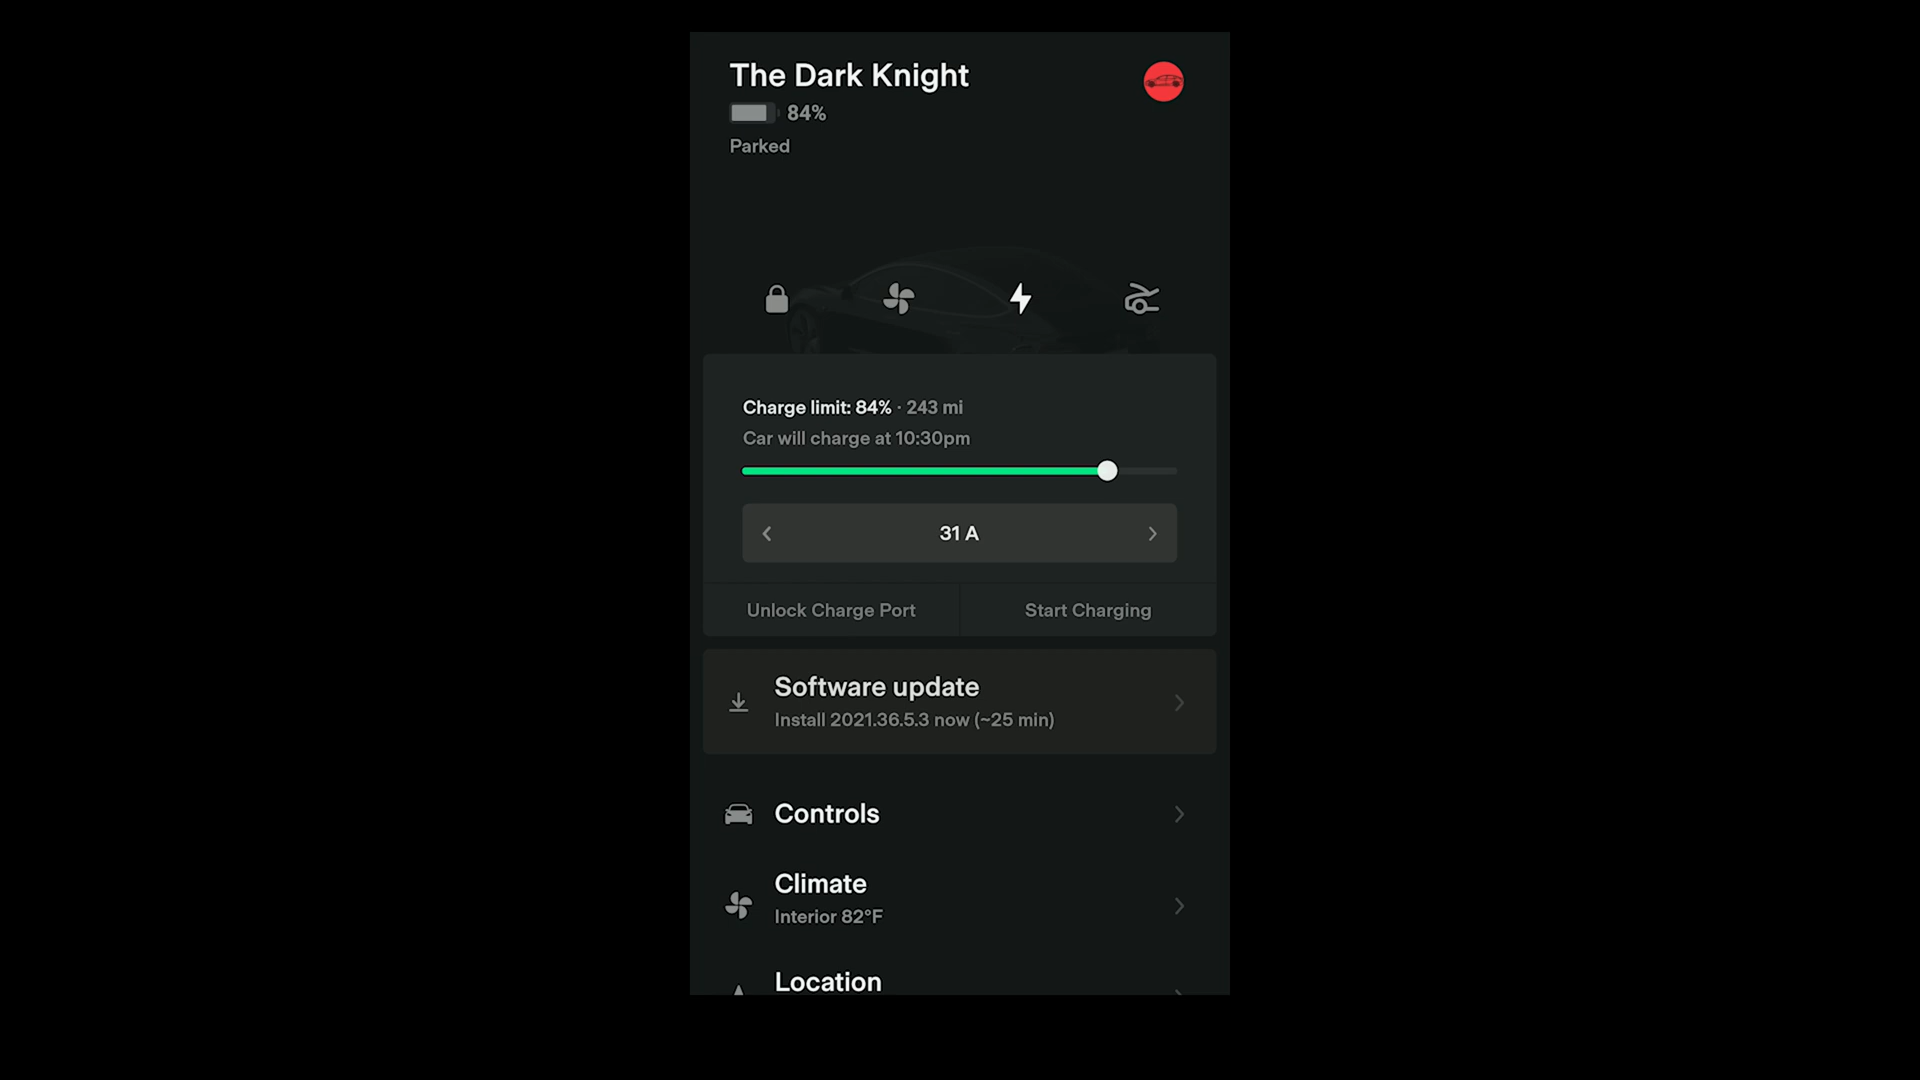 The Dark Knight
84%
Parked
Charge limit: 84% · 243 mi
Car will charge at 10:30pm
31 A
Unlock Charge Port
Start Charging
Software update
Install 2021.36.5.3 now (~25 min)
Controls
Climate
Interior 82°F
Location